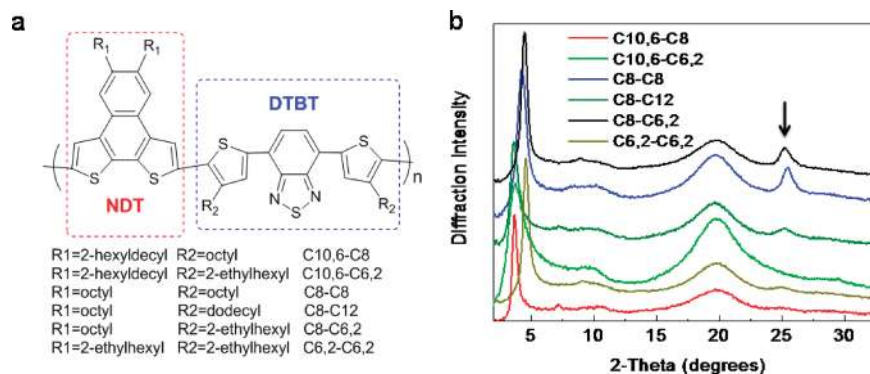 a
R1
R1
DTBT
S
S
NDT
S
R2
N
S
N
S
R2
n
R1=2-hexyldecyl R2=octyl C10,6-C8
R1=2-hexyldecyl R2=2-ethylhexyl C10,6-C6,2
R1=octyl R2=octyl C8-C8
R1=octyl R2=dodecyl C8-C12
R1=octyl R2=2-ethylhexyl C8-C6,2
R1=2-ethylhexyl R2=2-ethylhexyl C6,2-C6,2
b
C10,6-C8
C10,6-C6,2
C8-C8
C8-C12
C8-C6,2
C6,2-C6,2
Diffraction Intensity
5 10 15 20 25 30
2-Theta (degrees)